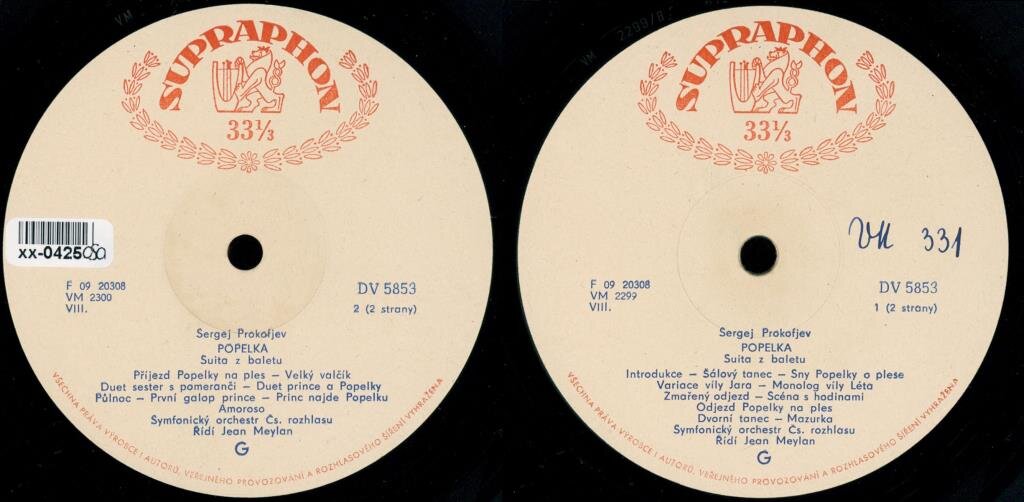 VM
SUPRAPHON
33⅓
xx-0425
F 09 20308
VM 2300
VIII.
DV 5853
2 (2 strany)
Sergej Prokofjev
POPELKA
Suita z baletu
Příjezd Popelky na ples – Velký valčík
Duet sester s pomeranči – Duet prince a Popelky
Půlnoc – První galop prince – Princ najde Popelku
Amoroso
Symfonický orchestr Čs. rozhlasu
Řídí Jean Meylan
G
VŠECHNA PRÁVA VÝROBCE I AUTORŮ, VEŘEJNÉHO PROVOZOVÁNÍ A ROZHLASOVÉHO ŠÍŘENÍ VYHRAŽENA
VM 2299/B
SUPRAPHON
33⅓
VM 331
F 09 20308
VM 2299
VIII.
DV 5853
1 (2 strany)
Sergej Prokofjev
POPELKA
Suita z baletu
Introdukce – Šálový tanec – Sny Popelky o plese
Variace víly Jara – Monolog víly Léta
Zmařený odjezd – Scéna s hodinami
Odjezd Popelky na ples
Dvorní tanec – Mazurka
Symfonický orchestr Čs. rozhlasu
Řídí Jean Meylan
G
VŠECHNA PRÁVA VÝROBCE I AUTORŮ, VEŘEJNÉHO PROVOZOVÁNÍ A ROZHLASOVÉHO ŠÍŘENÍ VYHRAŽENA